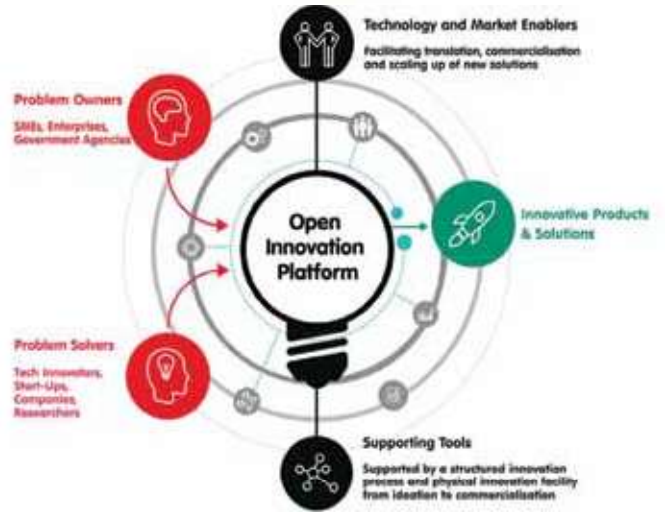 Technology and Market Enablers
Facilitating translation, commercialisation
and scaling up of new solutions
Problem Owners
SMEs, Enterprises,
Government Agencies
Open
Innovation
Platform
Innovative Products
& Solutions
Problem Solvers
Tech Innovators,
Start-Ups,
Companies,
Researchers
Supporting Tools
Supported by a structured innovation
process and physical innovation facility
from ideation to commercialisation